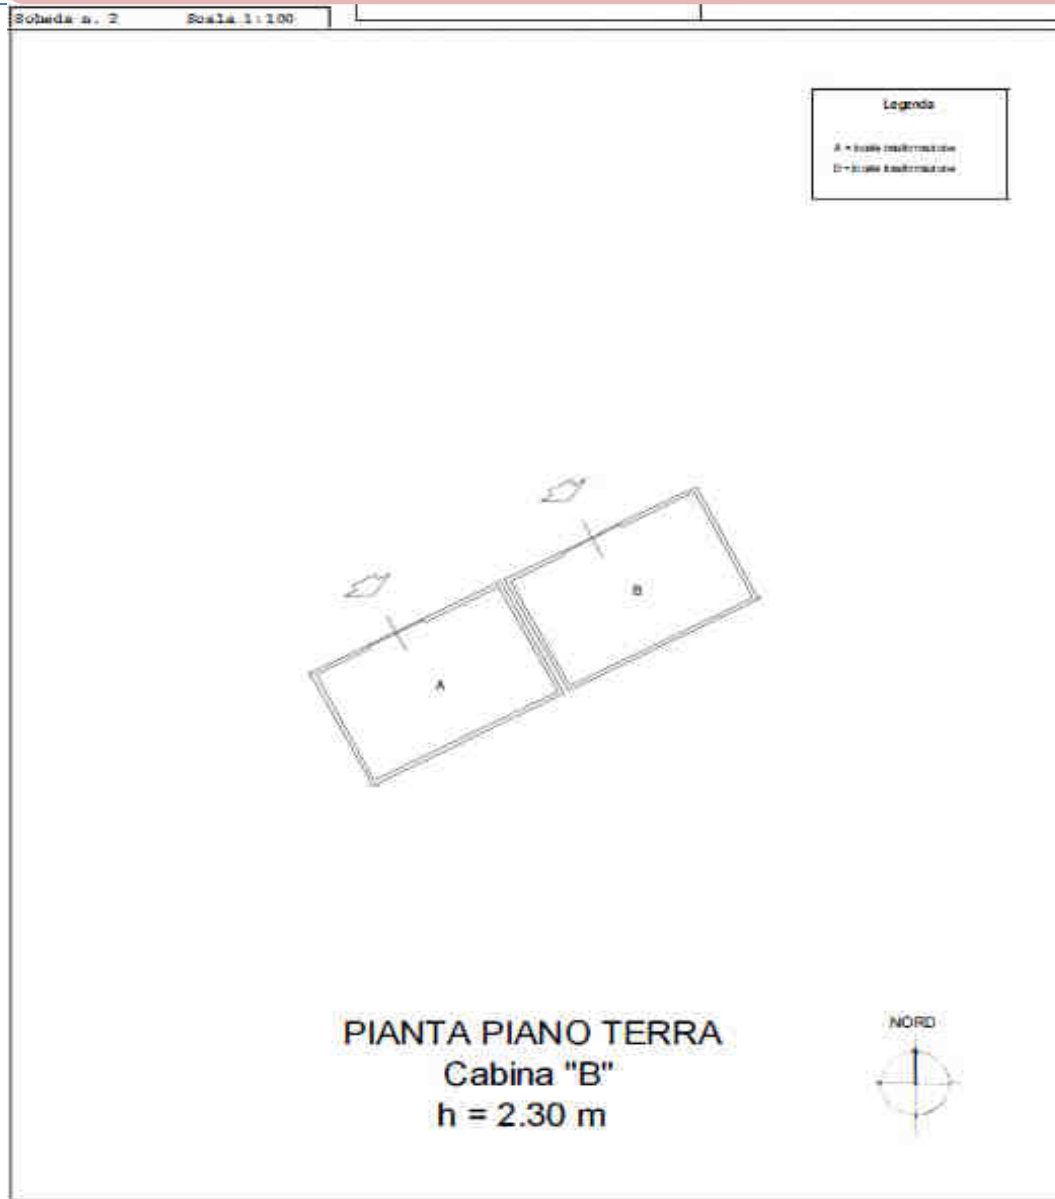 Scheda n. 2 Scala 1:100
Legenda
A = locale trasformazione
B = locale trasformazione
B
A
PIANTA PIANO TERRA
Cabina "B"
h = 2.30 m
NORD